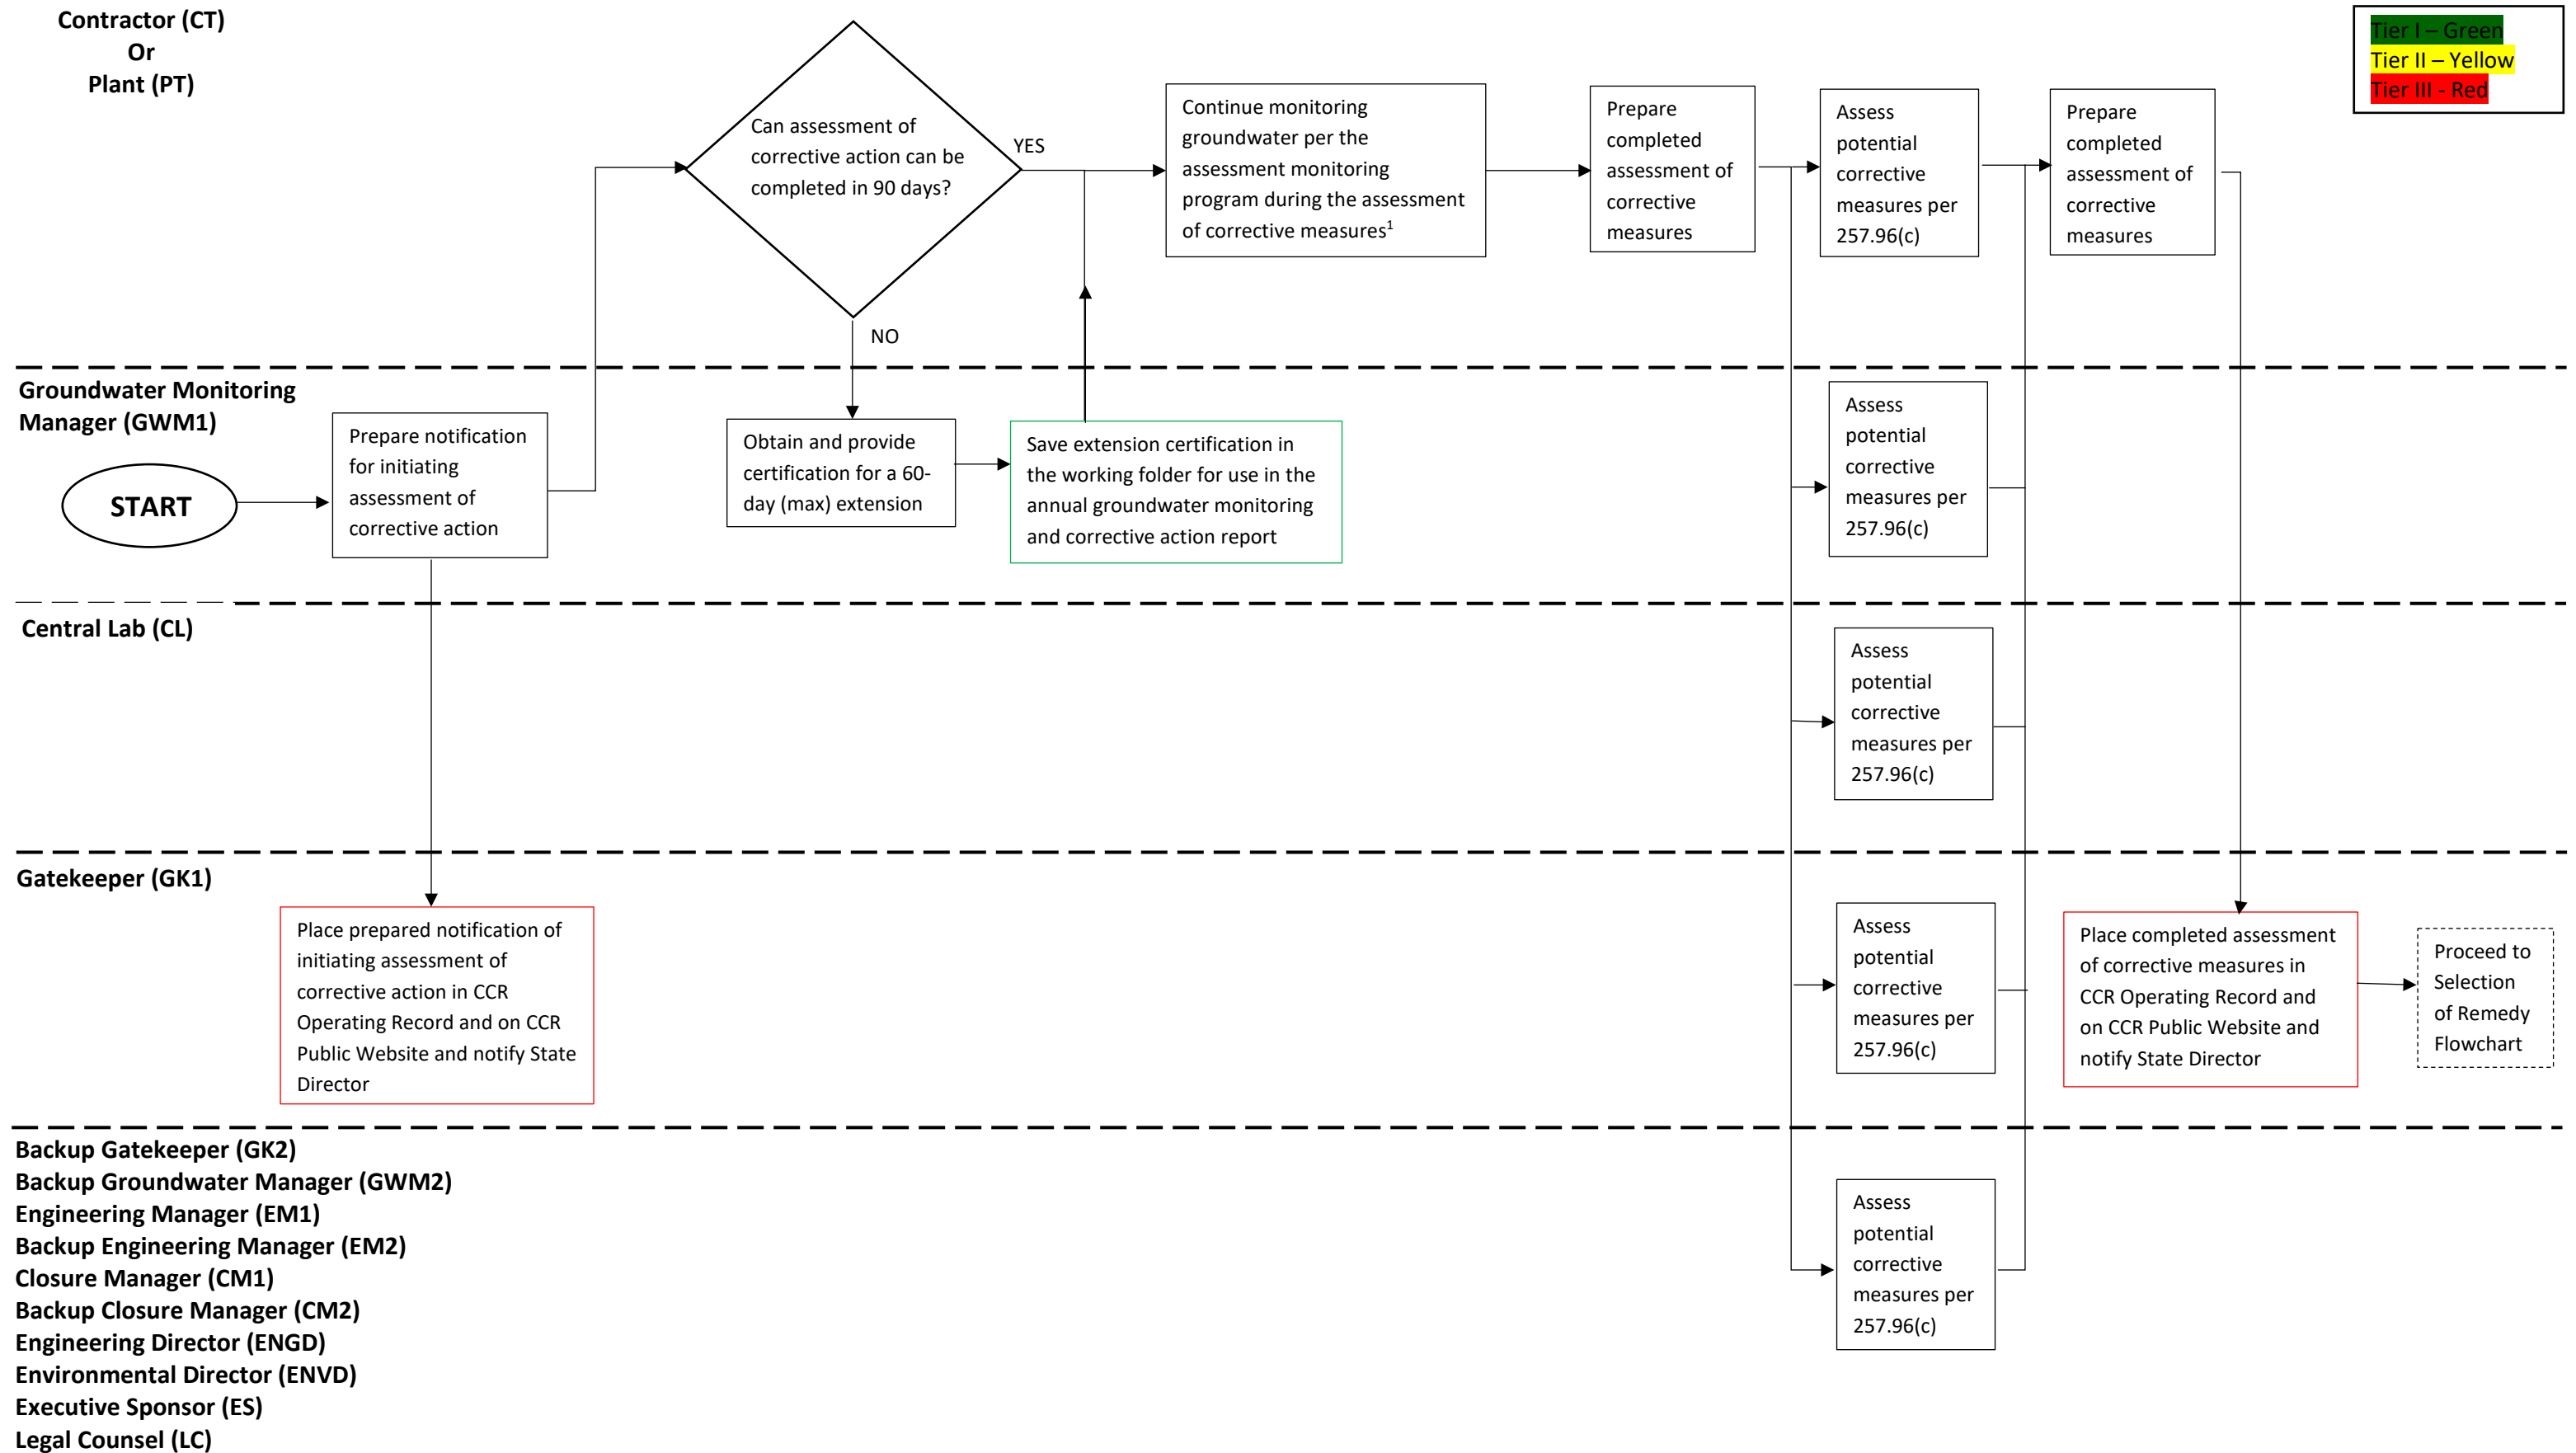 Contractor (CT)
Or
Plant (PT)
Tier I – Green
Tier II – Yellow
Tier III - Red
Can assessment of
corrective action can be
completed in 90 days?
YES
NO
Continue monitoring
groundwater per the
assessment monitoring
program during the assessment
of corrective measures1
Prepare
completed
assessment of
corrective
measures
Assess
potential
corrective
measures per
257.96(c)
Prepare
completed
assessment of
corrective
measures
Groundwater Monitoring
Manager (GWM1)
START
Prepare notification
for initiating
assessment of
corrective action
Obtain and provide
certification for a 60-
day (max) extension
Save extension certification in
the working folder for use in the
annual groundwater monitoring
and corrective action report
Assess
potential
corrective
measures per
257.96(c)
Central Lab (CL)
Assess
potential
corrective
measures per
257.96(c)
Gatekeeper (GK1)
Place prepared notification of
initiating assessment of
corrective action in CCR
Operating Record and on CCR
Public Website and notify State
Director
Assess
potential
corrective
measures per
257.96(c)
Place completed assessment
of corrective measures in
CCR Operating Record and
on CCR Public Website and
notify State Director
Proceed to
Selection
of Remedy
Flowchart
Backup Gatekeeper (GK2)
Backup Groundwater Manager (GWM2)
Engineering Manager (EM1)
Backup Engineering Manager (EM2)
Closure Manager (CM1)
Backup Closure Manager (CM2)
Engineering Director (ENGD)
Environmental Director (ENVD)
Executive Sponsor (ES)
Legal Counsel (LC)
Assess
potential
corrective
measures per
257.96(c)